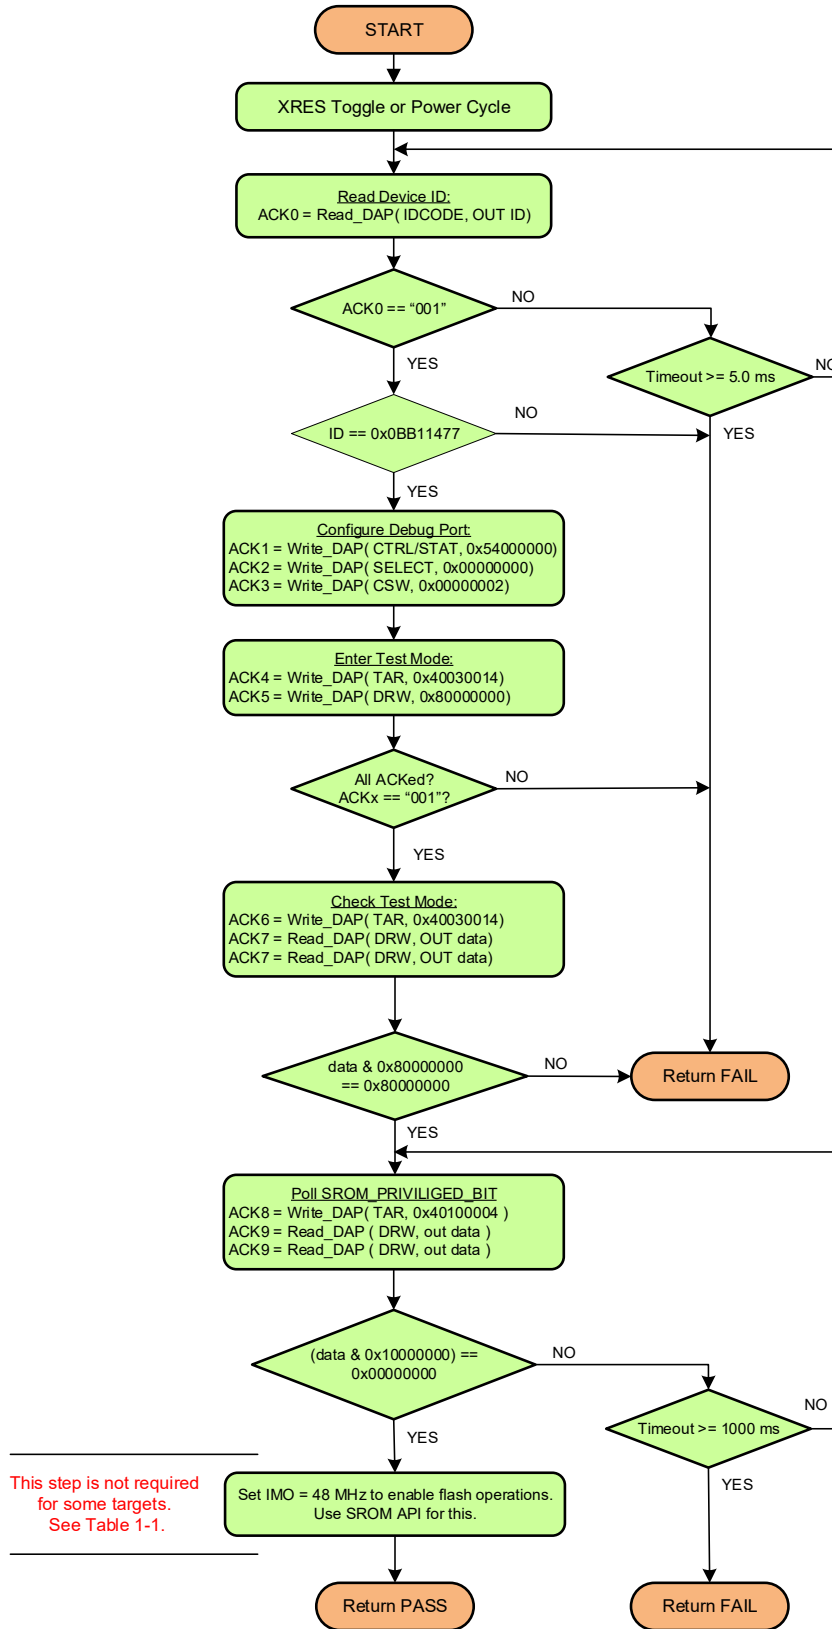 START
XRES Toggle or Power Cycle
Read Device ID:
ACK0 = Read_DAP( IDCODE, OUT ID)
ACK0 == “001”
NO
YES
Timeout >= 5.0 ms
NO
YES
ID == 0x0BB11477
NO
YES
Configure Debug Port:
ACK1 = Write_DAP( CTRL/STAT, 0x54000000)
ACK2 = Write_DAP( SELECT, 0x00000000)
ACK3 = Write_DAP( CSW, 0x00000002)
Enter Test Mode:
ACK4 = Write_DAP( TAR, 0x40030014)
ACK5 = Write_DAP( DRW, 0x80000000)
All ACKed?
ACKx == “001”?
NO
YES
Check Test Mode:
ACK6 = Write_DAP( TAR, 0x40030014)
ACK7 = Read_DAP( DRW, OUT data)
ACK7 = Read_DAP( DRW, OUT data)
data & 0x80000000
== 0x80000000
NO
Return FAIL
YES
Poll SROM_PRIVILIGED_BIT
ACK8 = Write_DAP( TAR, 0x40100004 )
ACK9 = Read_DAP ( DRW, out data )
ACK9 = Read_DAP ( DRW, out data )
(data & 0x10000000) ==
0x00000000
NO
YES
Timeout >= 1000 ms
NO
YES
This step is not required
for some targets.
See Table 1-1.
Set IMO = 48 MHz to enable flash operations.
Use SROM API for this.
Return PASS
Return FAIL